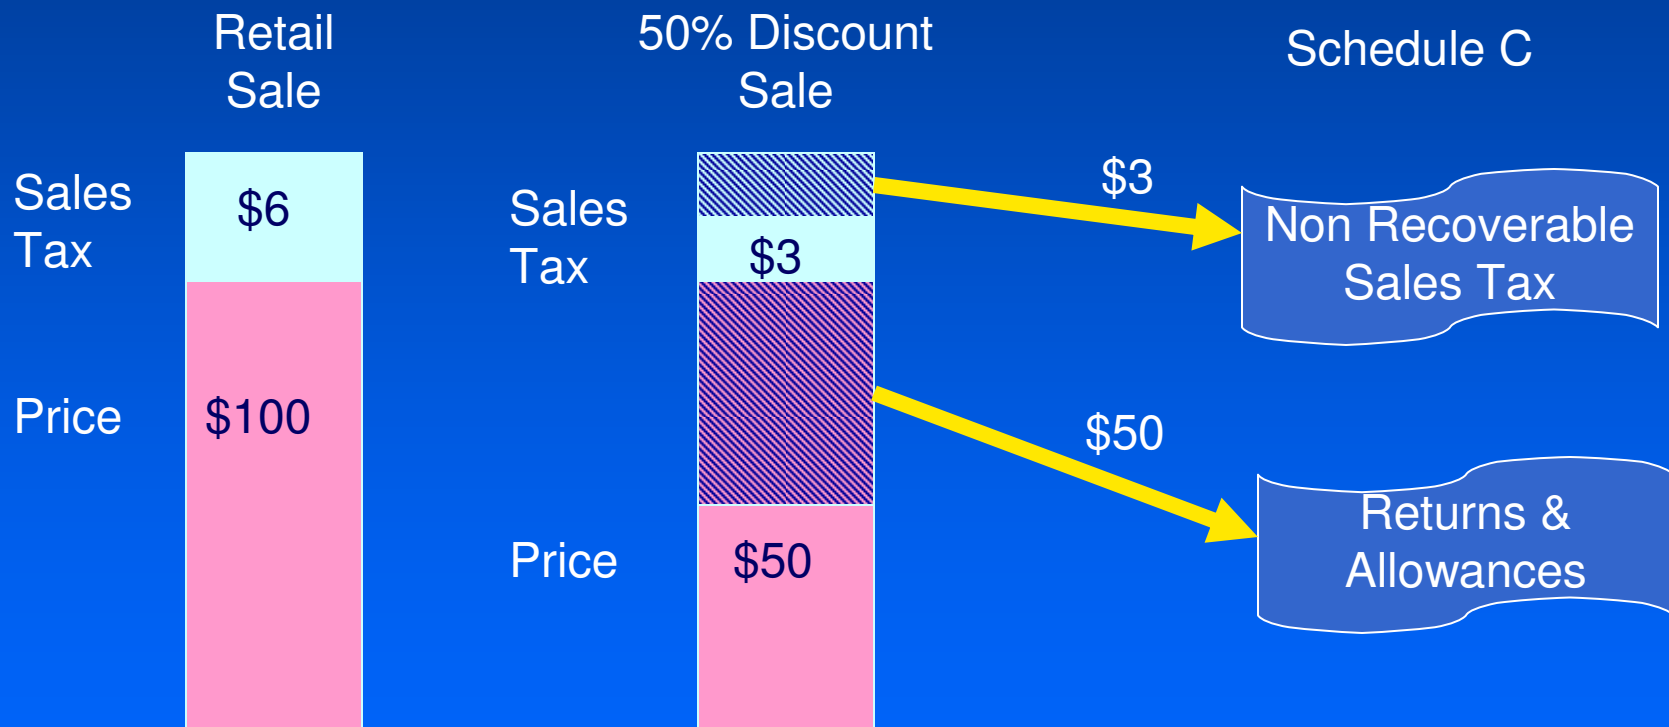 Retail
Sale
50% Discount
Sale
Schedule C
Sales
Tax
$6
Price
$100
Sales
Tax
$3
Price
$50
$3
Non Recoverable
Sales Tax
$50
Returns &
Allowances